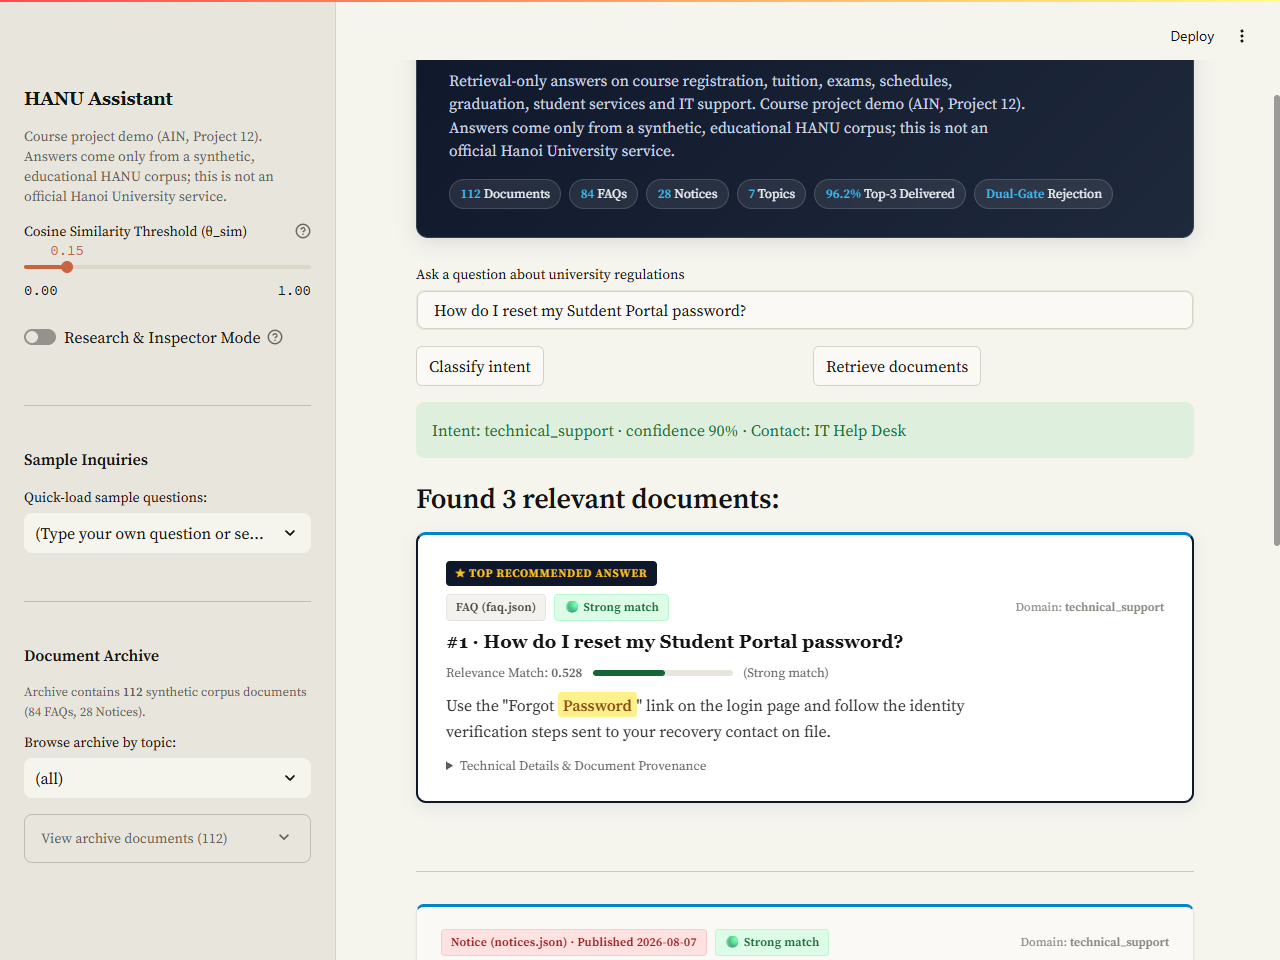 Deploy
HANU Assistant
Course project demo (AIN, Project 12).
Answers come only from a synthetic,
educational HANU corpus; this is not an
official Hanoi University service.
Cosine Similarity Threshold (θ_sim)
0.15
0.00 1.00
Research & Inspector Mode
Sample Inquiries
Quick-load sample questions:
(Type your own question or se...
Document Archive
Archive contains 112 synthetic corpus documents
(84 FAQs, 28 Notices).
Browse archive by topic:
(all)
View archive documents (112)
Retrieval-only answers on course registration, tuition, exams, schedules,
graduation, student services and IT support. Course project demo (AIN, Project 12).
Answers come only from a synthetic, educational HANU corpus; this is not an
official Hanoi University service.
112 Documents 84 FAQs 28 Notices 7 Topics 96.2% Top-3 Delivered Dual-Gate Rejection
Ask a question about university regulations
How do I reset my Sutdent Portal password?
Classify intent Retrieve documents
Intent: technical_support · confidence 90% · Contact: IT Help Desk
Found 3 relevant documents:
★ TOP RECOMMENDED ANSWER
FAQ (faq.json) Strong match Domain: technical_support
#1 · How do I reset my Student Portal password?
Relevance Match: 0.528 (Strong match)
Use the "Forgot Password" link on the login page and follow the identity
verification steps sent to your recovery contact on file.
Technical Details & Document Provenance
Notice (notices.json) · Published 2026-08-07 Strong match Domain: technical_support